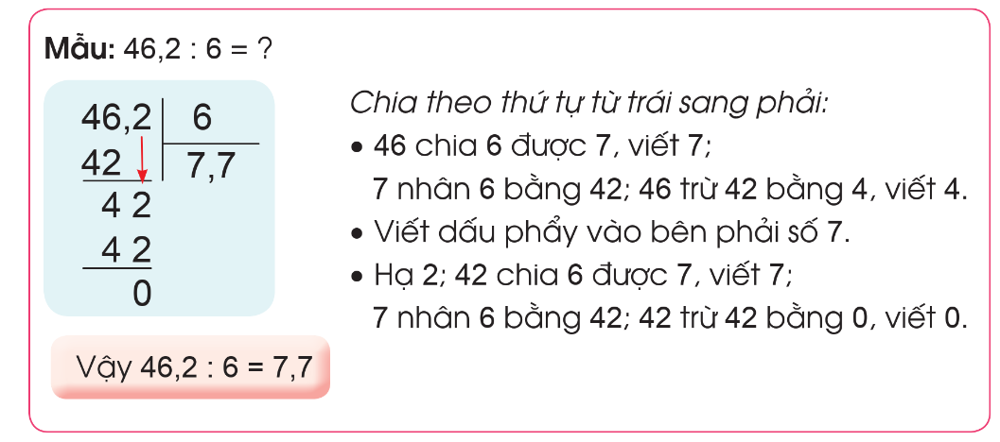 Mẫu: 46,2 : 6 = ?
46,2 6
42 7,7
4 2
4 2
0
Vậy 46,2 : 6 = 7,7
Chia theo thứ tự từ trái sang phải:
• 46 chia 6 được 7, viết 7;
7 nhân 6 bằng 42; 46 trừ 42 bằng 4, viết 4.
• Viết dấu phẩy vào bên phải số 7.
• Hạ 2; 42 chia 6 được 7, viết 7;
7 nhân 6 bằng 42; 42 trừ 42 bằng 0, viết 0.